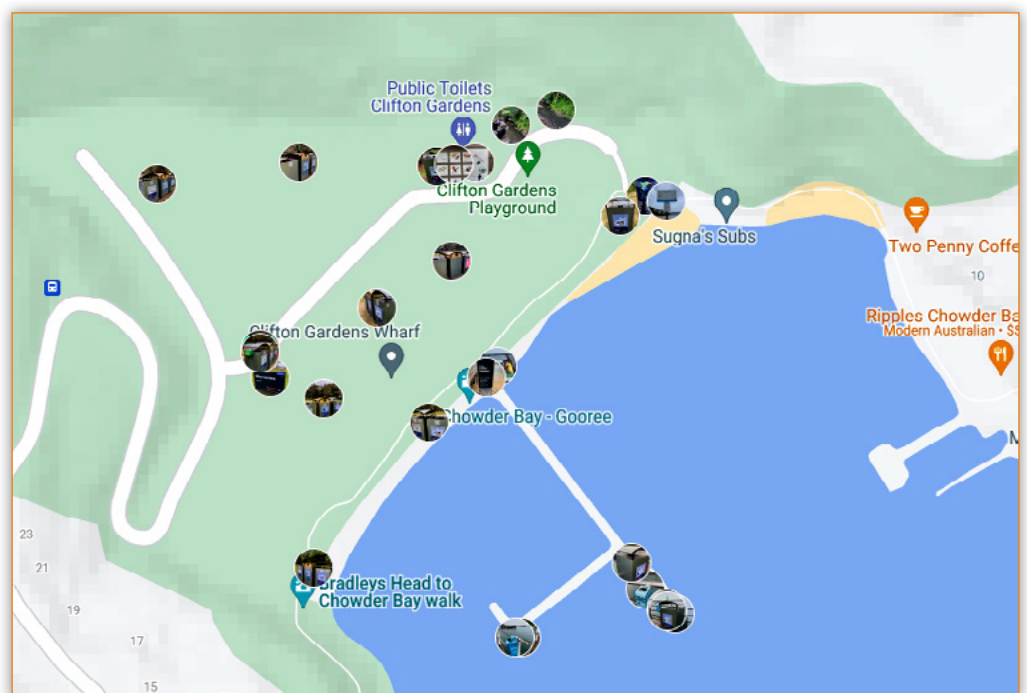 Public Toilets
Clifton Gardens
Clifton Gardens
Playground
Sugna's Subs
Two Penny Coffe
10
Ripples Chowder Ba
Modern Australian • $$
Clifton Gardens Wharf
Chowder Bay - Gooree
M
Bradleys Head to
Chowder Bay walk
23
21
19
17
15